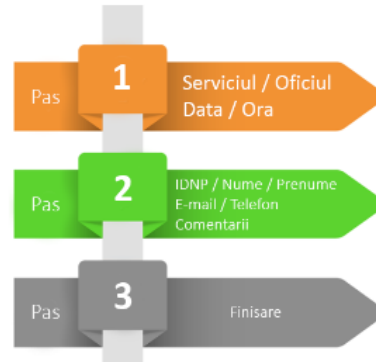 Pas
1
Serviciul / Oficiul
Data / Ora
Pas
2
IDNP / Nume / Prenume
E-mail / Telefon
Comentarii
Pas
3
Finisare